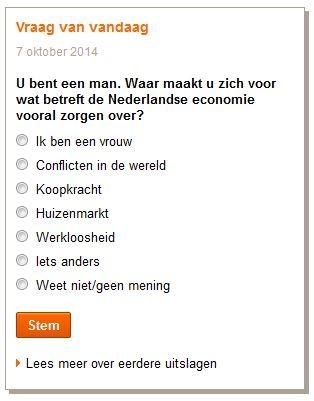 Vraag van vandaag
7 oktober 2014
U bent een man. Waar maakt u zich voor
wat betreft de Nederlandse economie
vooral zorgen over?
Ik ben een vrouw
Conflicten in de wereld
Koopkracht
Huizenmarkt
Werkloosheid
Iets anders
Weet niet/geen mening
Stem
Lees meer over eerdere uitslagen